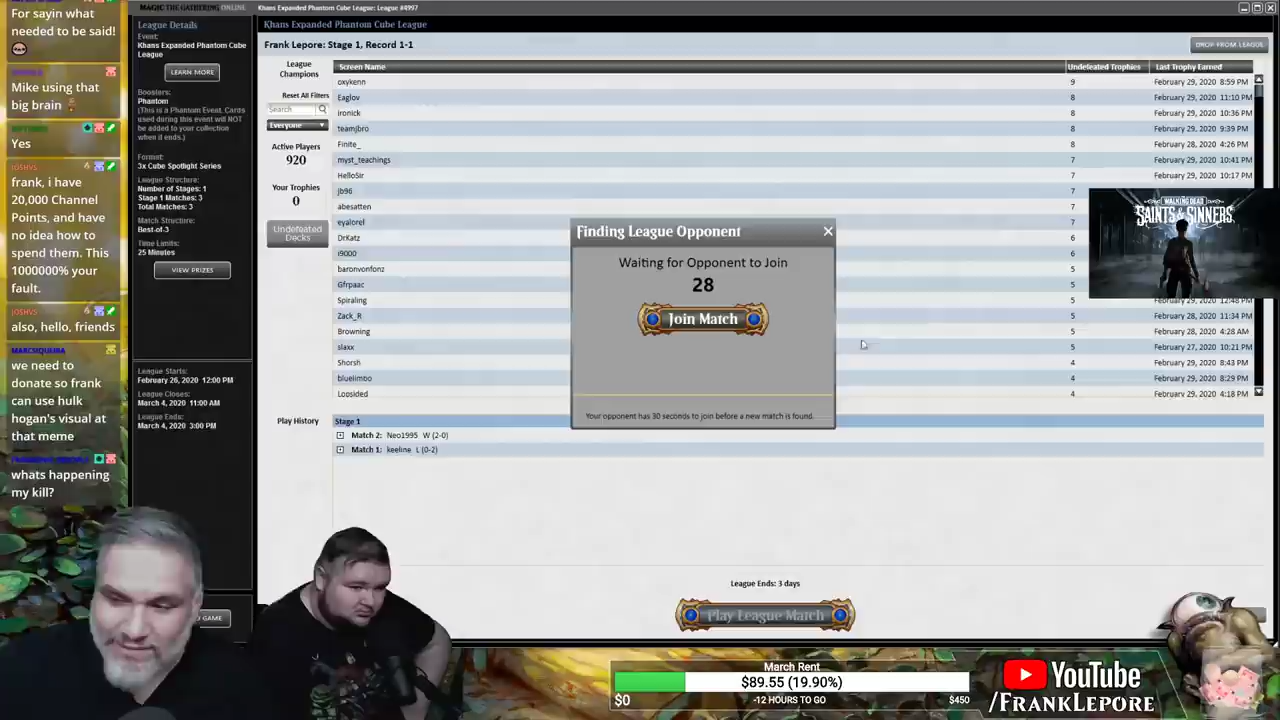 For sayin what
needed to be said!
Mike using that
big brain
Yes
JOSHVS
frank, i have
20,000 Channel
Points, and have
no idea how to
spend them. This
1000000% your
fault.
JOSHVS
also, hello, friends
MARCSIQUEIRA
we need to
donate so frank
can use hulk
hogan's visual at
that meme
whats happening
my kill?
MAGIC THE GATHERING ONLINE
League Details
Event:
Khans Expanded Phantom Cube
League
LEARN MORE
Boosters:
Phantom
(This is a Phantom Event. Cards
used during this event will NOT
be added to your collection
when it ends.)
Format:
3x Cube Spotlight Series
League Structure:
Number of Stages: 1
Stage 1 Matches: 3
Total Matches: 3
Match Structure:
Best-of-3
Time Limits:
25 Minutes
VIEW PRIZES
League Starts:
February 26, 2020 12:00 PM
League Closes:
March 4, 2020 11:00 AM
League Ends:
March 4, 2020 3:00 PM
GAME
Khans Expanded Phantom Cube League: League #4997
Khans Expanded Phantom Cube League
Frank Lepore: Stage 1, Record 1-1
DROP FROM LEAGUE
League
Champions
Reset All Filters
Search
Everyone
Active Players
920
Your Trophies
0
Undefeated
Decks
Screen Name Undefeated Trophies Last Trophy Earned
oxykenn 9 February 29, 2020 8:59 PM
Eaglov 8 February 29, 2020 11:10 PM
ironick 8 February 29, 2020 10:36 PM
teamjbro 8 February 29, 2020 9:39 PM
Finite_ 8 February 28, 2020 4:26 PM
myst_teachings 7 February 29, 2020 10:41 PM
HelloSir 7 February 29, 2020 10:17 PM
jb96 7
abesatten 7
eyalorel 7
DrKatz 6
i9000 6
baronvonfonz 5
Gfrpaac 5
Spiraling 5 February 29, 2020 12:48 PM
Zack_R 5 February 28, 2020 11:34 PM
Browning 5 February 28, 2020 4:28 AM
slaxx 5 February 27, 2020 10:21 PM
Shorsh 4 February 29, 2020 8:43 PM
bluelimbo 4 February 29, 2020 8:29 PM
Lopsided 4 February 29, 2020 4:18 PM
THE WALKING DEAD
SAINTS & SINNERS
Finding League Opponent
Waiting for Opponent to Join
28
Join Match
Your opponent has 30 seconds to join before a new match is found.
Play History
Stage 1
Match 2: Neo1995 W (2-0)
Match 1: keeline L (0-2)
League Ends: 3 days
Play League Match
March Rent
$89.55 (19.90%)
$0
-12 HOURS TO GO
$450
YouTube
/FRANKLEPORE